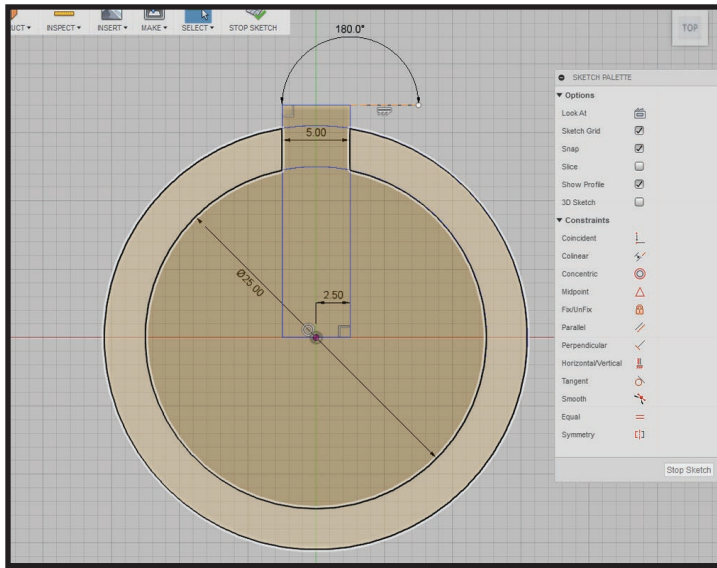 UCT ▾ INSPECT ▾ INSERT ▾ MAKE ▾ SELECT ▾ STOP SKETCH
TOP
180.0°
5.00
Ø25.00
2.50
SKETCH PALETTE
▼ Options
Look At
Sketch Grid
Snap
Slice
Show Profile
3D Sketch
▼ Constraints
Coincident
Colinear
Concentric
Midpoint
Fix/UnFix
Parallel
Perpendicular
Horizontal/Vertical
Tangent
Smooth
Equal
Symmetry
Stop Sketch